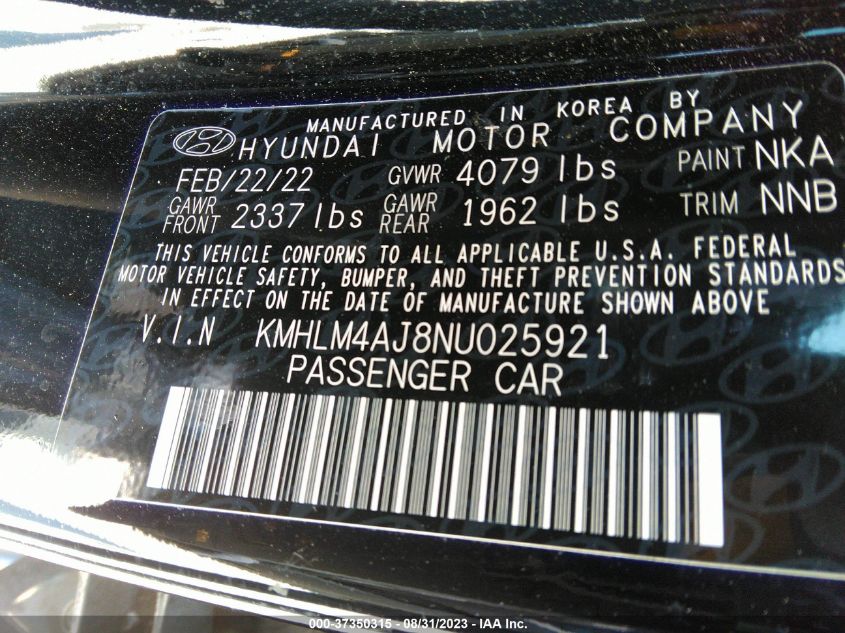 MANUFACTURED IN KOREA BY
HYUNDAI MOTOR COMPANY
FEB/22/22 GVWR 4079 lbs PAINT NKA
GAWR FRONT 2337 lbs GAWR REAR 1962 lbs TRIM NNB
THIS VEHICLE CONFORMS TO ALL APPLICABLE U.S.A. FEDERAL
MOTOR VEHICLE SAFETY, BUMPER, AND THEFT PREVENTION STANDARDS
IN EFFECT ON THE DATE OF MANUFACTURE SHOWN ABOVE
V.I.N KMHLM4AJ8NU025921
PASSENGER CAR
000-37350315 - 08/31/2023 - IAA Inc.